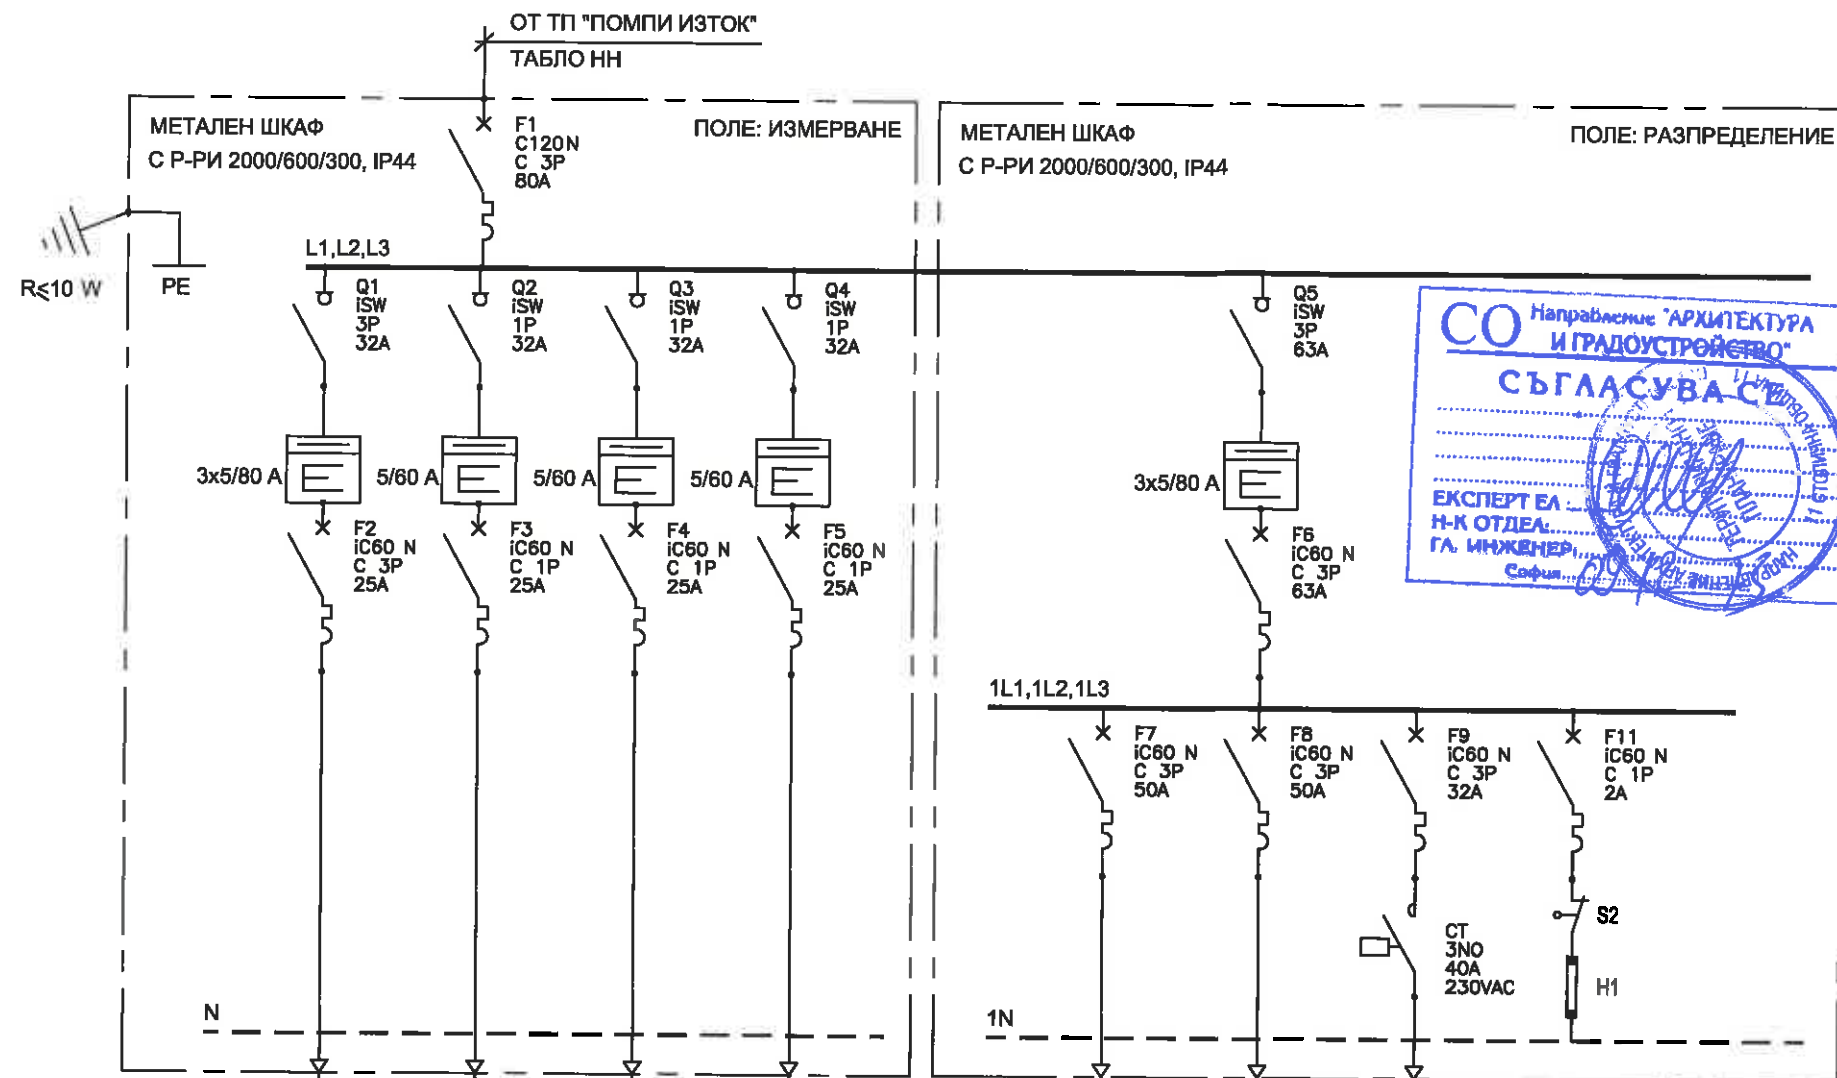 ОТ ТП "ПОМПИ ИЗТОК"
ТАБЛО НН
МЕТАЛЕН ШКАФ
С Р-РИ 2000/600/300, IP44
ПОЛЕ: ИЗМЕРВАНЕ
F1
C120N
C 3P
80A
МЕТАЛЕН ШКАФ
С Р-РИ 2000/600/300, IP44
ПОЛЕ: РАЗПРЕДЕЛЕНИЕ
R≤10 W
PE
L1,L2,L3
Q1
iSW
3P
32A
Q2
iSW
1P
32A
Q3
iSW
1P
32A
Q4
iSW
1P
32A
Q5
iSW
3P
63A
3x5/80 A
E
5/60 A
E
5/60 A
E
5/60 A
E
3x5/80 A
E
F2
iC60 N
C 3P
25A
F3
iC60 N
C 1P
25A
F4
iC60 N
C 1P
25A
F5
iC60 N
C 1P
25A
F6
iC60 N
C 3P
63A
СО Направление "АРХИТЕКТУРА
И ГРАДОУСТРОЙСТВО"
СЪГЛАСУВА СЕ
ЕКСПЕРТ ЕЛ :
Н-К ОТДЕЛ:
ГЛ. ИНЖЕНЕР:
София
1L1,1L2,1L3
F7
iC60 N
C 3P
50A
F8
iC60 N
C 3P
50A
F9
iC60 N
C 3P
32A
F11
iC60 N
C 1P
2A
CT
3NO
40A
230VAC
S2
H1
N
1N